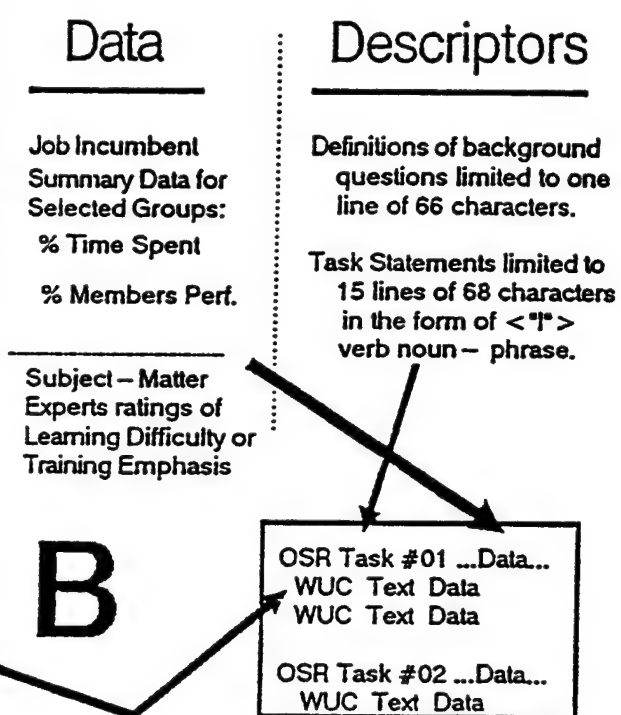 Data
Job Incumbent
Summary Data for
Selected Groups:
% Time Spent
% Members Perf.
Subject – Matter
Experts ratings of
Learning Difficulty or
Training Emphasis
Descriptors
Definitions of background
questions limited to one
line of 66 characters.
Task Statements limited to
15 lines of 68 characters
in the form of < "I" >
verb noun – phrase.
B
OSR Task #01 ...Data...
WUC Text Data
WUC Text Data
OSR Task #02 ...Data...
WUC Text Data